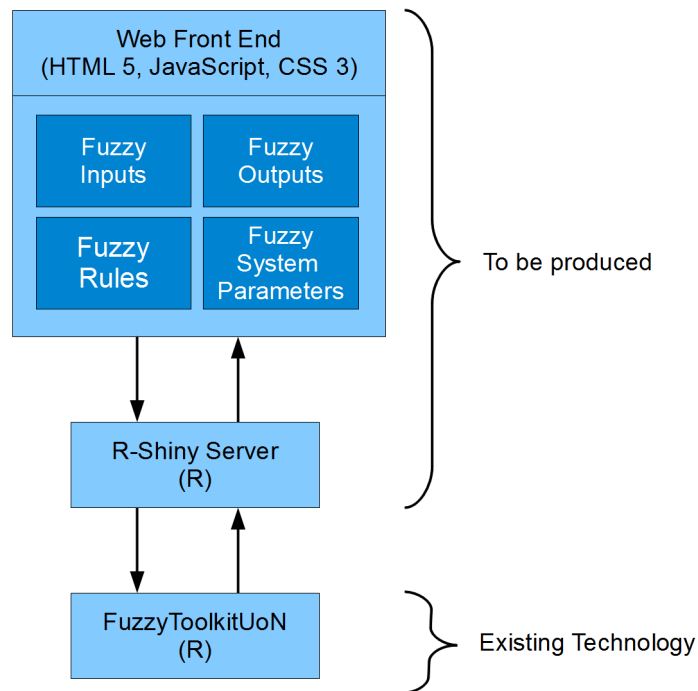 Web Front End
(HTML 5, JavaScript, CSS 3)
Fuzzy
Inputs
Fuzzy
Outputs
Fuzzy
Rules
Fuzzy
System
Parameters
To be produced
R-Shiny Server
(R)
FuzzyToolkitUoN
(R)
Existing Technology